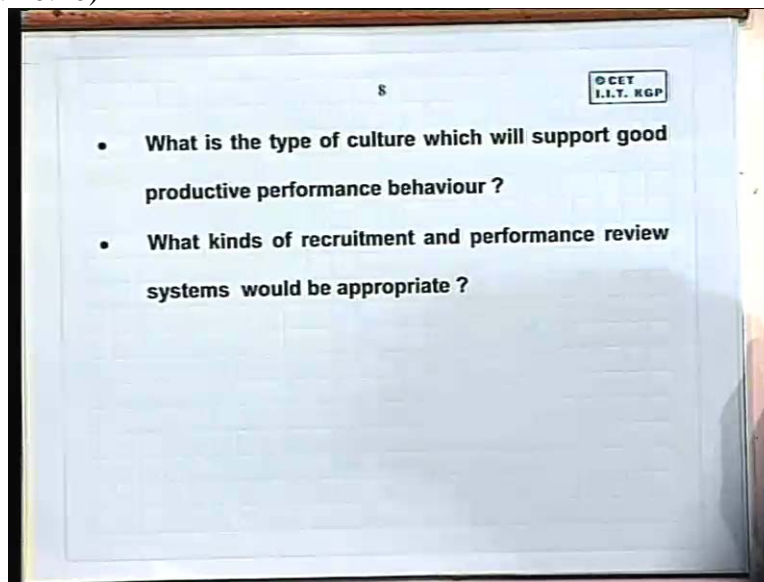 8
© CET
I.I.T. KGP
• What is the type of culture which will support good
productive performance behaviour ?
• What kinds of recruitment and performance review
systems would be appropriate ?